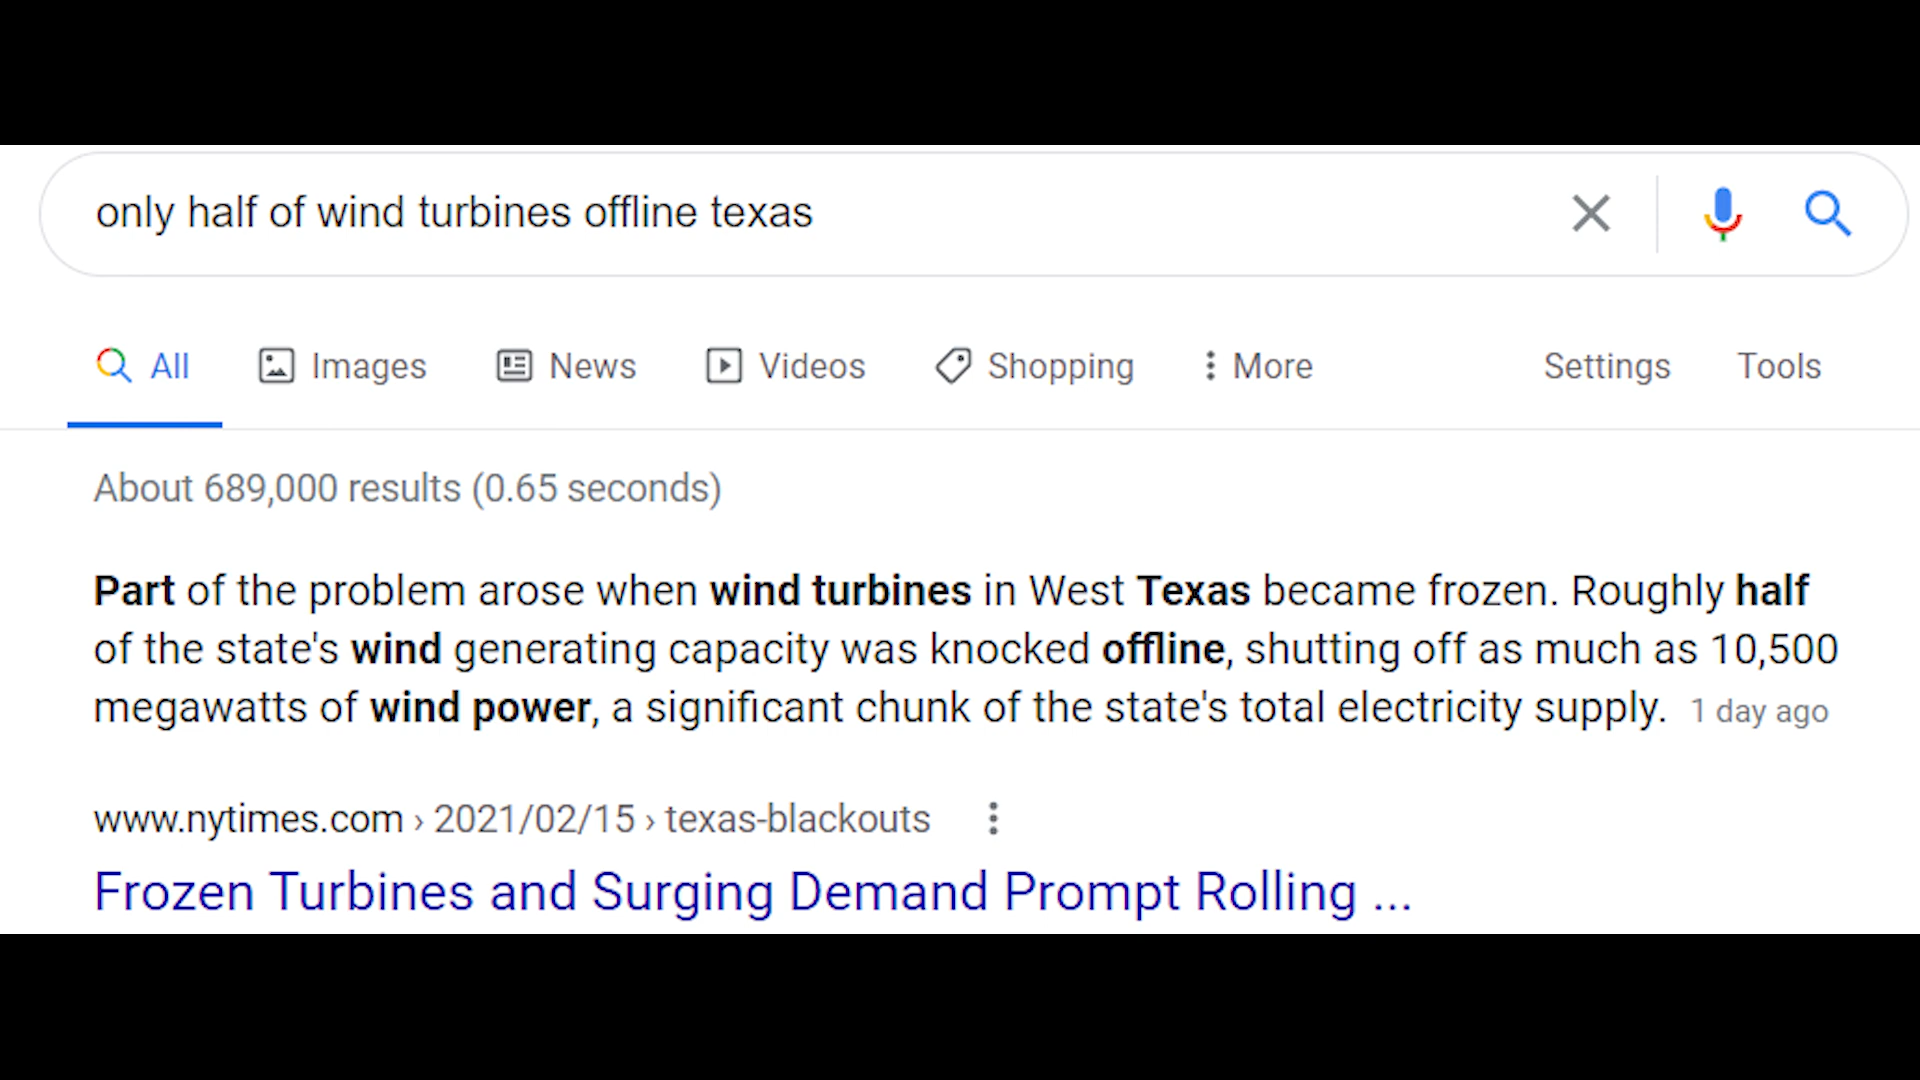 only half of wind turbines offline texas
All Images News Videos Shopping More Settings Tools
About 689,000 results (0.65 seconds)
Part of the problem arose when wind turbines in West Texas became frozen. Roughly half
of the state's wind generating capacity was knocked offline, shutting off as much as 10,500
megawatts of wind power, a significant chunk of the state's total electricity supply. 1 day ago
www.nytimes.com › 2021/02/15 › texas-blackouts
Frozen Turbines and Surging Demand Prompt Rolling ...